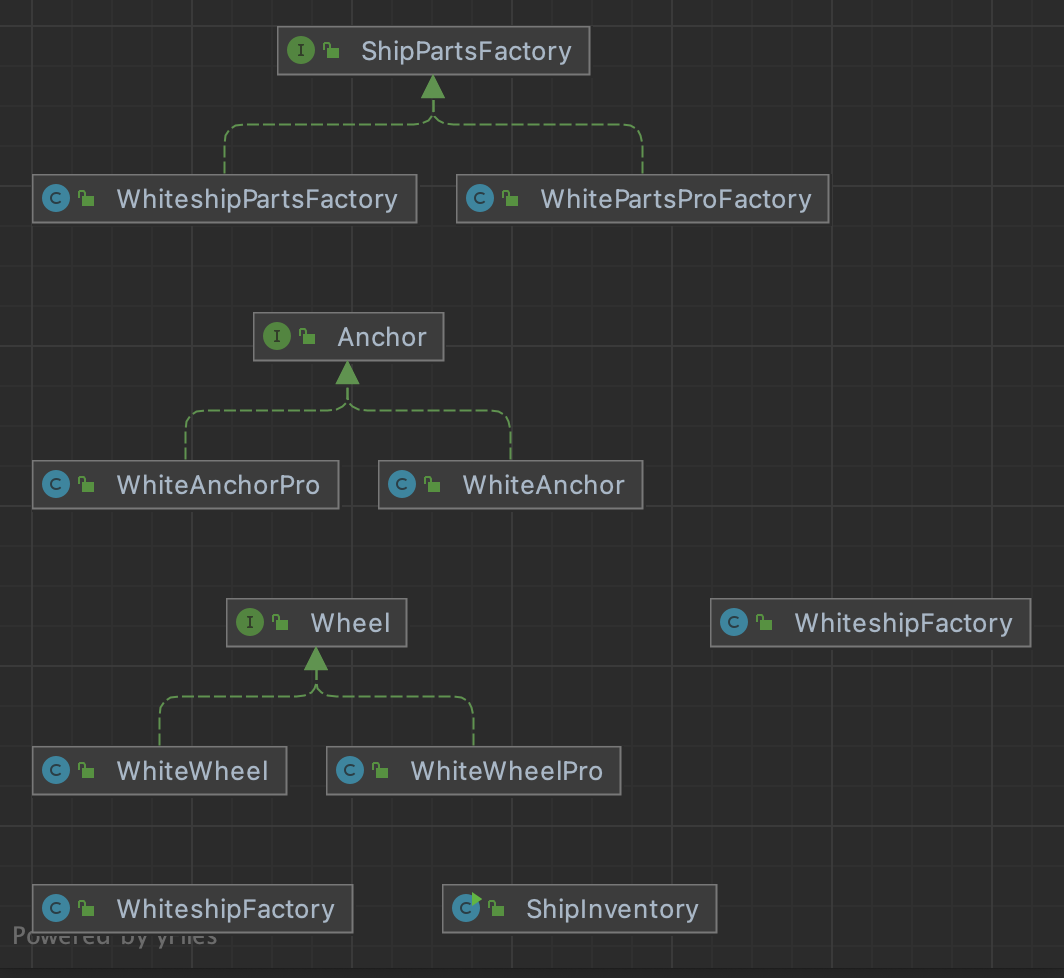 ShipPartsFactory
WhiteshipPartsFactory
WhitePartsProFactory
Anchor
WhiteAnchorPro
WhiteAnchor
Wheel
WhiteshipFactory
WhiteWheel
WhiteWheelPro
WhiteshipFactory
ShipInventory
Powered by yFiles